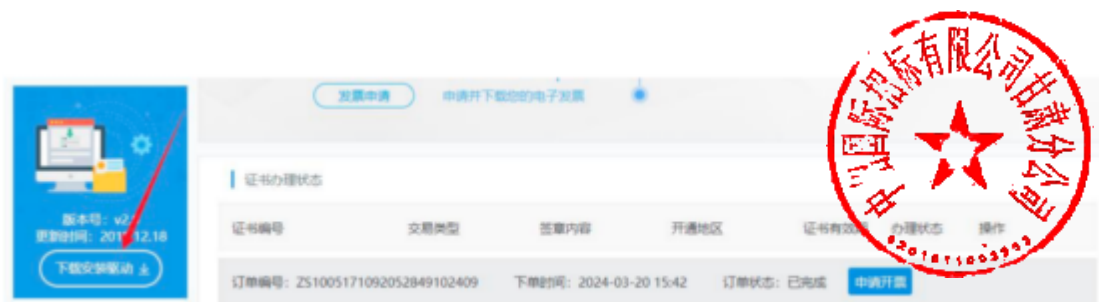 发票申请 申请并下载您的电子发票
证书办理状态
证书编号 交易类型 签章内容 开通地区 证书有效期 办理状态 操作
版本号：v2.
更新时间：201 .12.18
下载安装驱动
订单编号：ZS1005171092052849102409 下单时间：2024-03-20 15:42 订单状态：已完成 申请开票
国际招标有限公司甘肃分公司